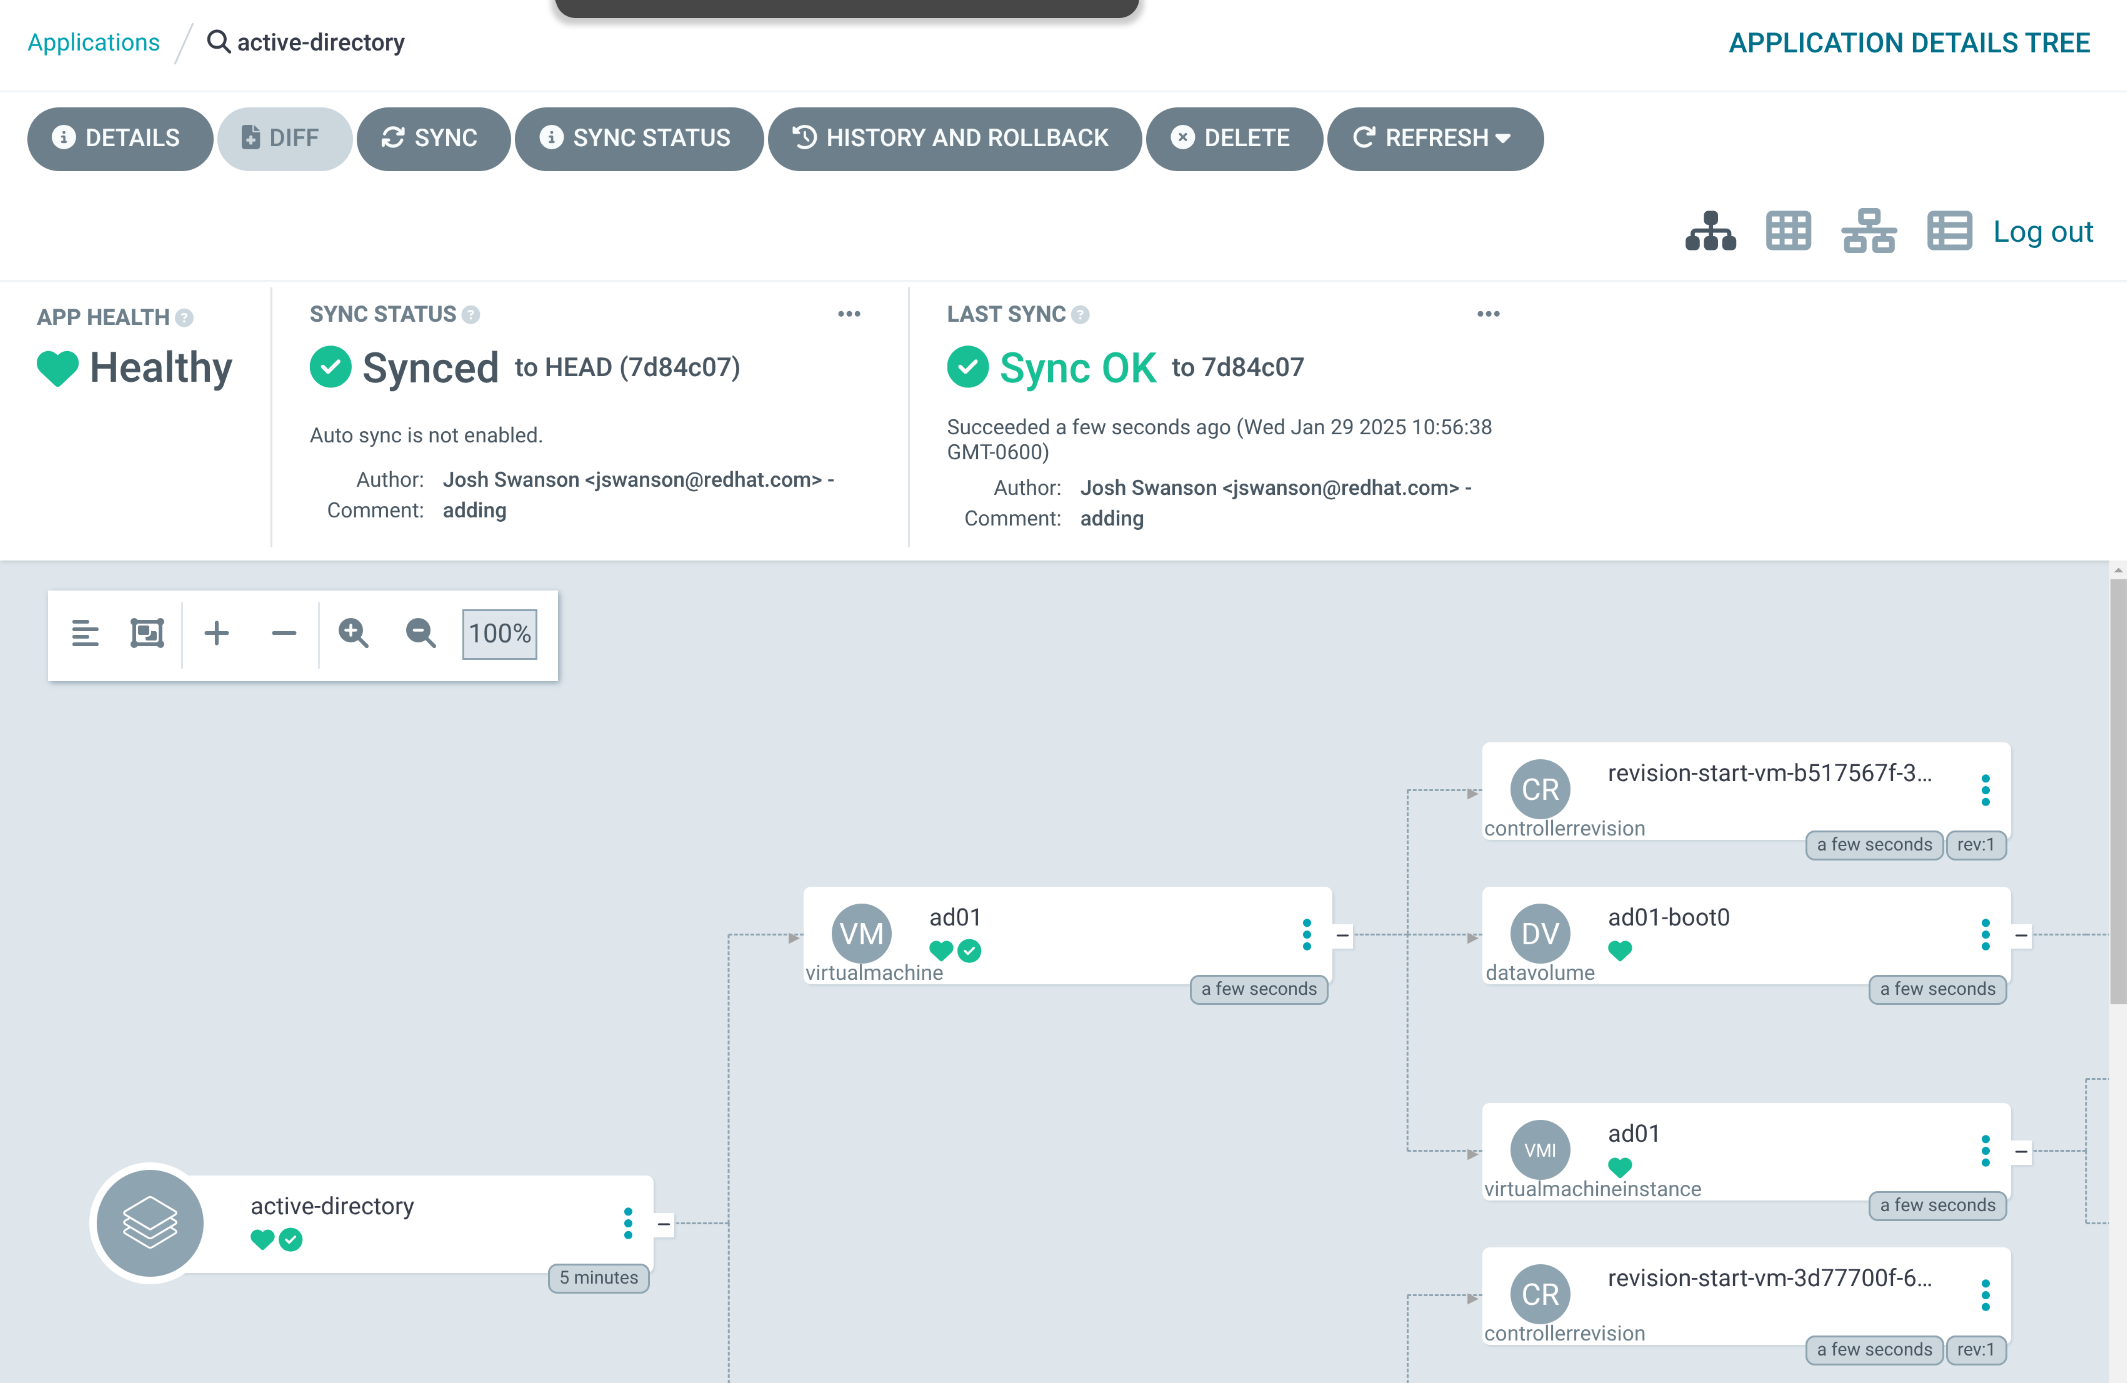 Applications / active-directory
APPLICATION DETAILS TREE
DETAILS
DIFF
SYNC
SYNC STATUS
HISTORY AND ROLLBACK
DELETE
REFRESH
Log out
APP HEALTH ?
Healthy
SYNC STATUS ?
Synced to HEAD (7d84c07)
Auto sync is not enabled.
Author: Josh Swanson <jswanson@redhat.com> -
Comment: adding
LAST SYNC ?
Sync OK to 7d84c07
Succeeded a few seconds ago (Wed Jan 29 2025 10:56:38
GMT-0600)
Author: Josh Swanson <jswanson@redhat.com> -
Comment: adding
100%
active-directory
5 minutes
VM
ad01
virtualmachine
a few seconds
CR
revision-start-vm-b517567f-3...
controllerrevision
a few seconds
rev:1
DV
ad01-boot0
datavolume
a few seconds
VMI
ad01
virtualmachineinstance
a few seconds
CR
revision-start-vm-3d77700f-6...
controllerrevision
a few seconds
rev:1